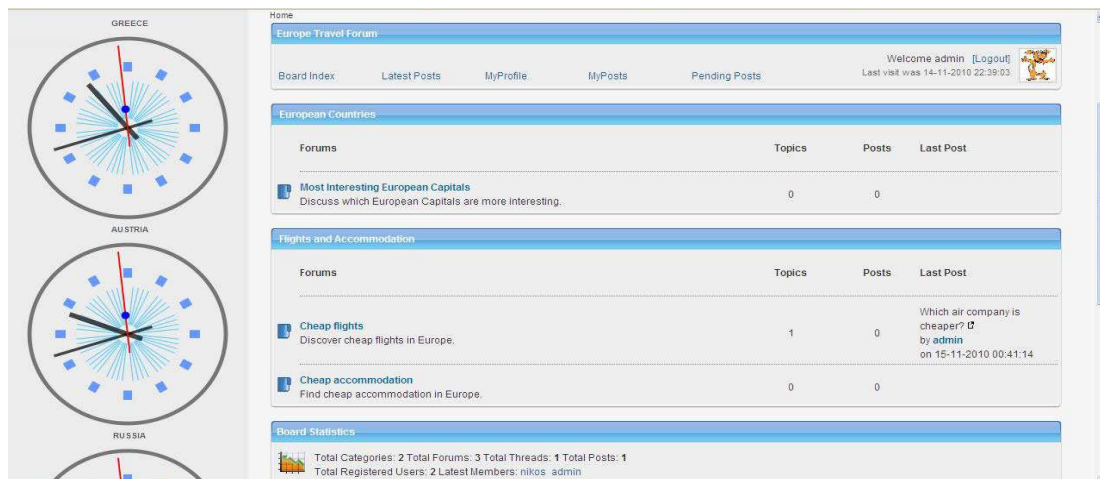 GREECE
AUSTRIA
RUSSIA
Home
Europe Travel Forum
Welcome admin [Logout]
Last visit was 14-11-2010 22:39:03
Board Index Latest Posts MyProfile MyPosts Pending Posts
European Countries
Forums Topics Posts Last Post
Most Interesting European Capitals
Discuss which European Capitals are more interesting.
0 0
Flights and Accommodation
Forums Topics Posts Last Post
Cheap flights
Discover cheap flights in Europe.
1 0
Which air company is
cheaper?
by admin
on 15-11-2010 00:41:14
Cheap accommodation
Find cheap accommodation in Europe.
0 0
Board Statistics
Total Categories: 2 Total Forums: 3 Total Threads: 1 Total Posts: 1
Total Registered Users: 2 Latest Members: nikos admin